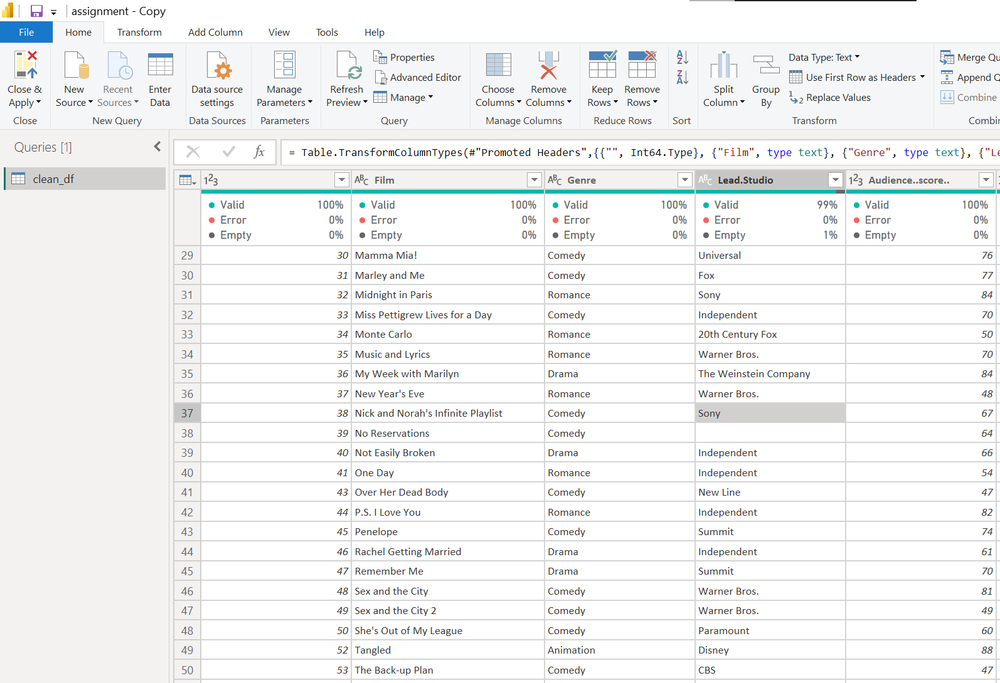 assignment - Copy
File Home Transform Add Column View Tools Help
Close & Apply
Close
New Source
Recent Sources
Enter Data
New Query
Data source settings
Data Sources
Manage Parameters
Parameters
Refresh Preview
Properties
Advanced Editor
Manage
Query
Choose Columns
Remove Columns
Manage Columns
Keep Rows
Remove Rows
Reduce Rows
A Z
Z A
Sort
Split Column
Group By
Data Type: Text
Use First Row as Headers
1 2 Replace Values
Transform
Merge Qu
Append Q
Combine
Combin
Queries [1]
clean_df
fx
= Table.TransformColumnTypes(#"Promoted Headers",{{"", Int64.Type}, {"Film", type text}, {"Genre", type text}, {"Le
123 ABC Film ABC Genre ABC Lead.Studio 123 Audience..score..
Valid 100% Valid 100% Valid 100% Valid 99% Valid 100%
Error 0% Error 0% Error 0% Error 0% Error 0%
Empty 0% Empty 0% Empty 0% Empty 1% Empty 0%
29 30 Mamma Mia! Comedy Universal 76
30 31 Marley and Me Comedy Fox 77
31 32 Midnight in Paris Romance Sony 84
32 33 Miss Pettigrew Lives for a Day Comedy Independent 70
33 34 Monte Carlo Romance 20th Century Fox 50
34 35 Music and Lyrics Romance Warner Bros. 70
35 36 My Week with Marilyn Drama The Weinstein Company 84
36 37 New Year's Eve Romance Warner Bros. 48
37 38 Nick and Norah's Infinite Playlist Comedy Sony 67
38 39 No Reservations Comedy 64
39 40 Not Easily Broken Drama Independent 66
40 41 One Day Romance Independent 54
41 43 Over Her Dead Body Comedy New Line 47
42 44 P.S. I Love You Romance Independent 82
43 45 Penelope Comedy Summit 74
44 46 Rachel Getting Married Drama Independent 61
45 47 Remember Me Drama Summit 70
46 48 Sex and the City Comedy Warner Bros. 81
47 49 Sex and the City 2 Comedy Warner Bros. 49
48 50 She's Out of My League Comedy Paramount 60
49 52 Tangled Animation Disney 88
50 53 The Back-up Plan Comedy CBS 47